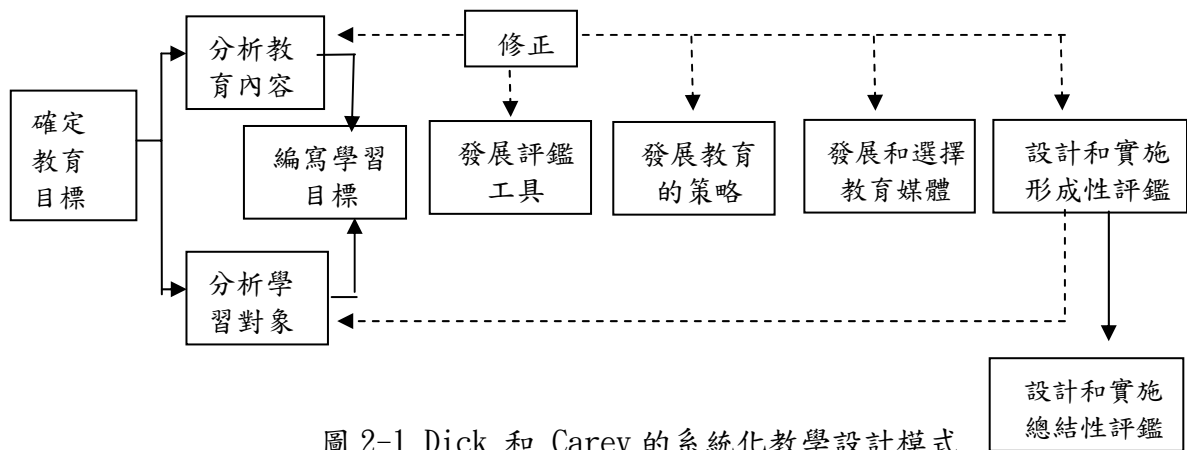 確定
教育
目標
分析教
育內容
分析學
習對象
編寫學習
目標
修正
發展評鑑
工具
發展教育
的策略
發展和選擇
教育媒體
設計和實施
形成性評鑑
設計和實施
總結性評鑑
圖 2-1 Dick 和 Carey 的系統化教學設計模式